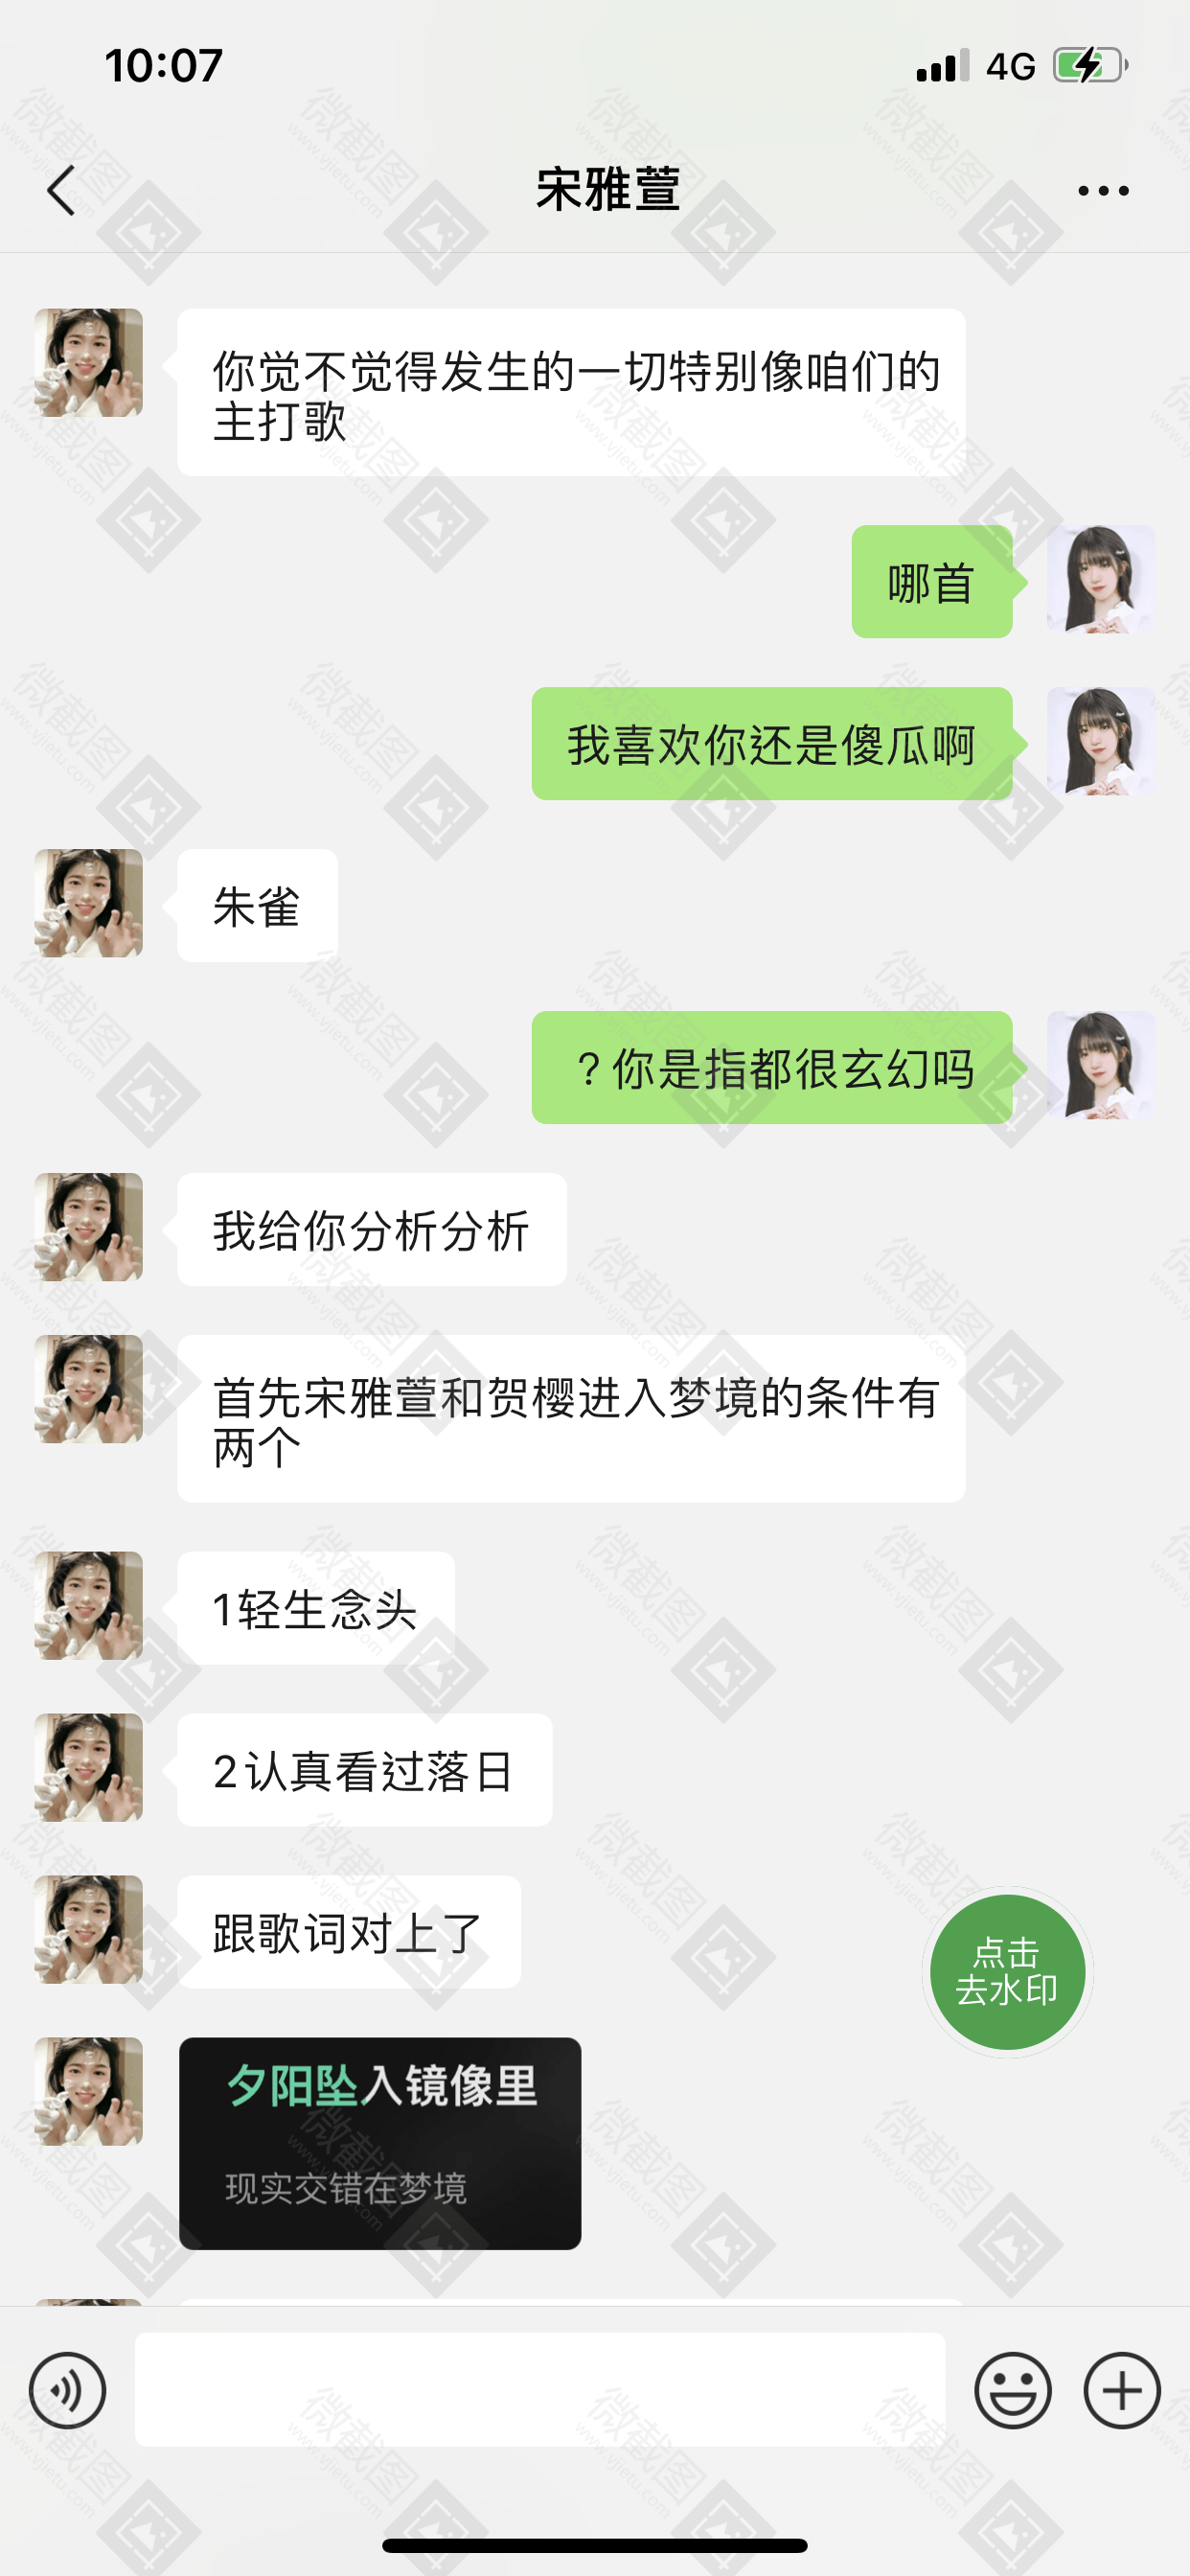 10:07
4G
宋雅萱
你觉不觉得发生的一切特别像咱们的
主打歌
哪首
我喜欢你还是傻瓜啊
朱雀
？你是指都很玄幻吗
我给你分析分析
首先宋雅萱和贺樱进入梦境的条件有
两个
1轻生念头
2认真看过落日
跟歌词对上了
点击
去水印
夕阳坠入镜像里
现实交错在梦境
微截图
www.vjietu.com